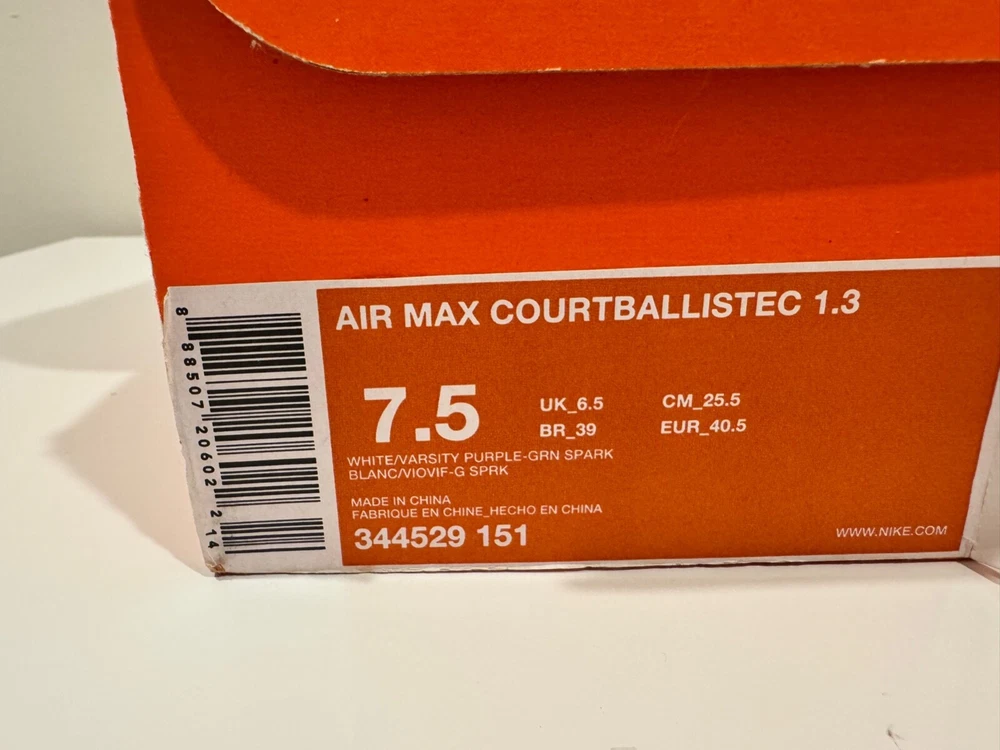 AIR MAX COURTBALLISTEC 1.3
7.5
UK_6.5 CM_25.5
BR_39 EUR_40.5
WHITE/VARSITY PURPLE-GRN SPARK
BLANC/VIOVIF-G SPRK
MADE IN CHINA
FABRIQUE EN CHINE_HECHO EN CHINA
344529 151
WWW.NIKE.COM
8 88507 20602 2 14